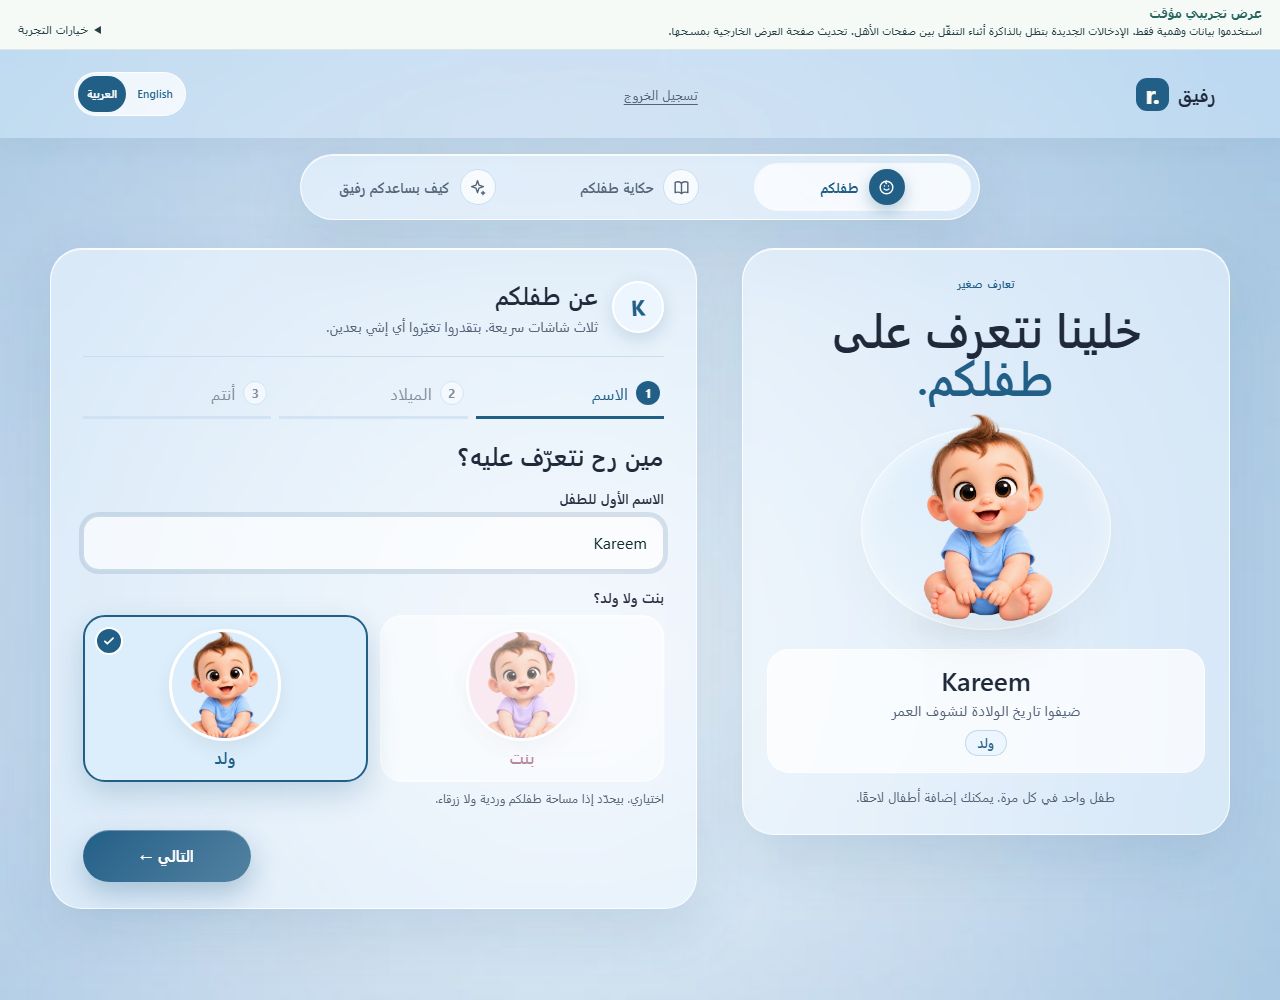 عرض تجريبي مؤقت
استخدموا بيانات وهمية فقط. الإدخالات الجديدة بتظل بالذاكرة أثناء التنقّل بين صفحات الأهل. تحديث صفحة العرض الخارجية بمسحها.
خيارات التجربة
رفيق
r.
تسجيل الخروج
English
العربية
طفلكم
حكاية طفلكم
كيف بساعدكم رفيق
تعارف صغير
خلينا نتعرف على
طفلكم.
Kareem
ضيفوا تاريخ الولادة لنشوف العمر
ولد
طفل واحد في كل مرة. يمكنك إضافة أطفال لاحقًا.
K
عن طفلكم
ثلاث شاشات سريعة. بتقدروا تغيّروا أي إشي بعدين.
1 الاسم
2 الميلاد
3 أنتم
مين رح نتعرّف عليه؟
الاسم الأول للطفل
Kareem
بنت ولا ولد؟
بنت
ولد
اختياري. بيحدّد إذا مساحة طفلكم وردية ولا زرقاء.
التالي ←